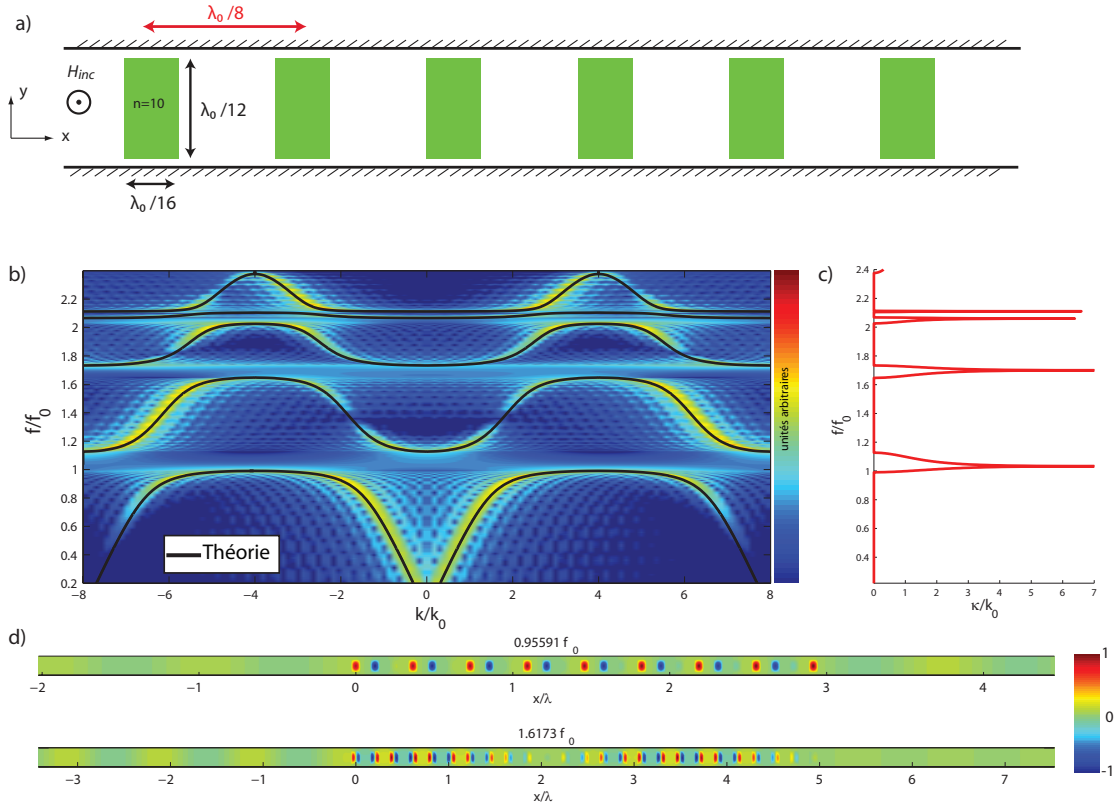 a)
λ₀/8
H_inc
n=10
λ₀/12
y
x
λ₀/16
b)
2.2
2
1.8
1.6
1.4
1.2
1
0.8
0.6
0.4
0.2
f/f₀
Théorie
−8 −6 −4 −2 0 2 4 6 8
k/k₀
unités arbitraires
c)
2.4
2.2
2
1.8
1.6
1.4
1.2
1
0.8
0.6
0.4
f/f₀
0 1 2 3 4 5 6 7
κ/k₀
d)
0.95591 f₀
−2 −1 0 1 2 3 4
x/λ
1.6173 f₀
−3 −2 −1 0 1 2 3 4 5 6 7
x/λ
1
0
-1